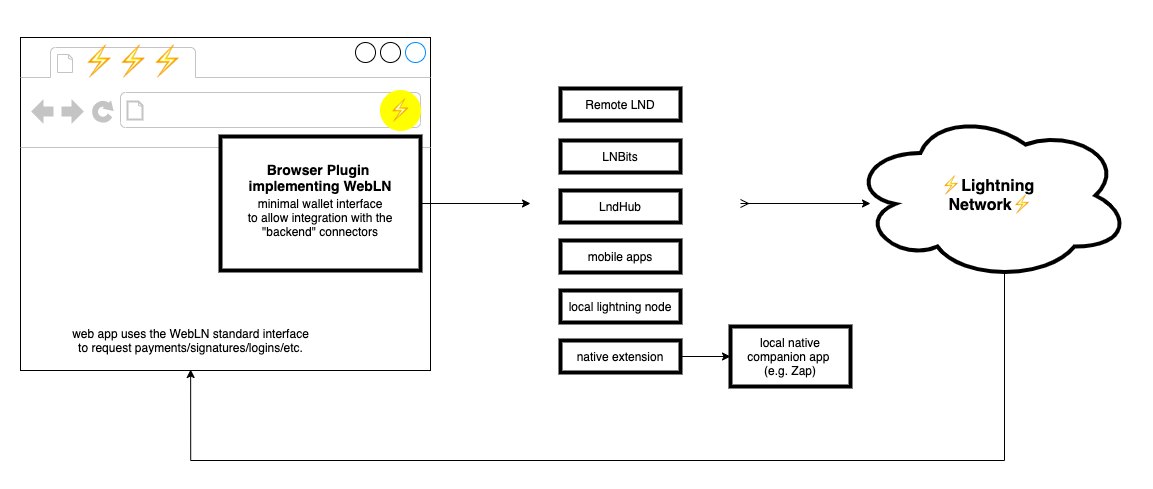 Browser Plugin
implementing WebLN
minimal wallet interface
to allow integration with the
"backend" connectors
web app uses the WebLN standard interface
to request payments/signatures/logins/etc.
Remote LND
LNBits
LndHub
mobile apps
local lightning node
native extension
local native
companion app
(e.g. Zap)
⚡Lightning
Network⚡